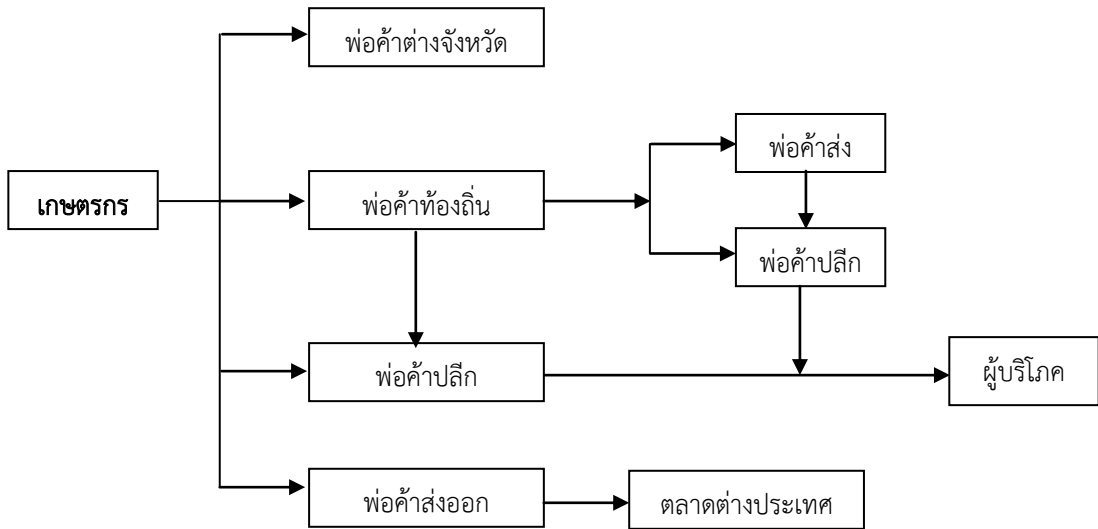 พ่อค้าต่างจังหวัด
พ่อค้าส่ง
เกษตรกร
พ่อค้าท้องถิ่น
พ่อค้าปลีก
พ่อค้าปลีก
ผู้บริโภค
พ่อค้าส่งออก
ตลาดต่างประเทศ